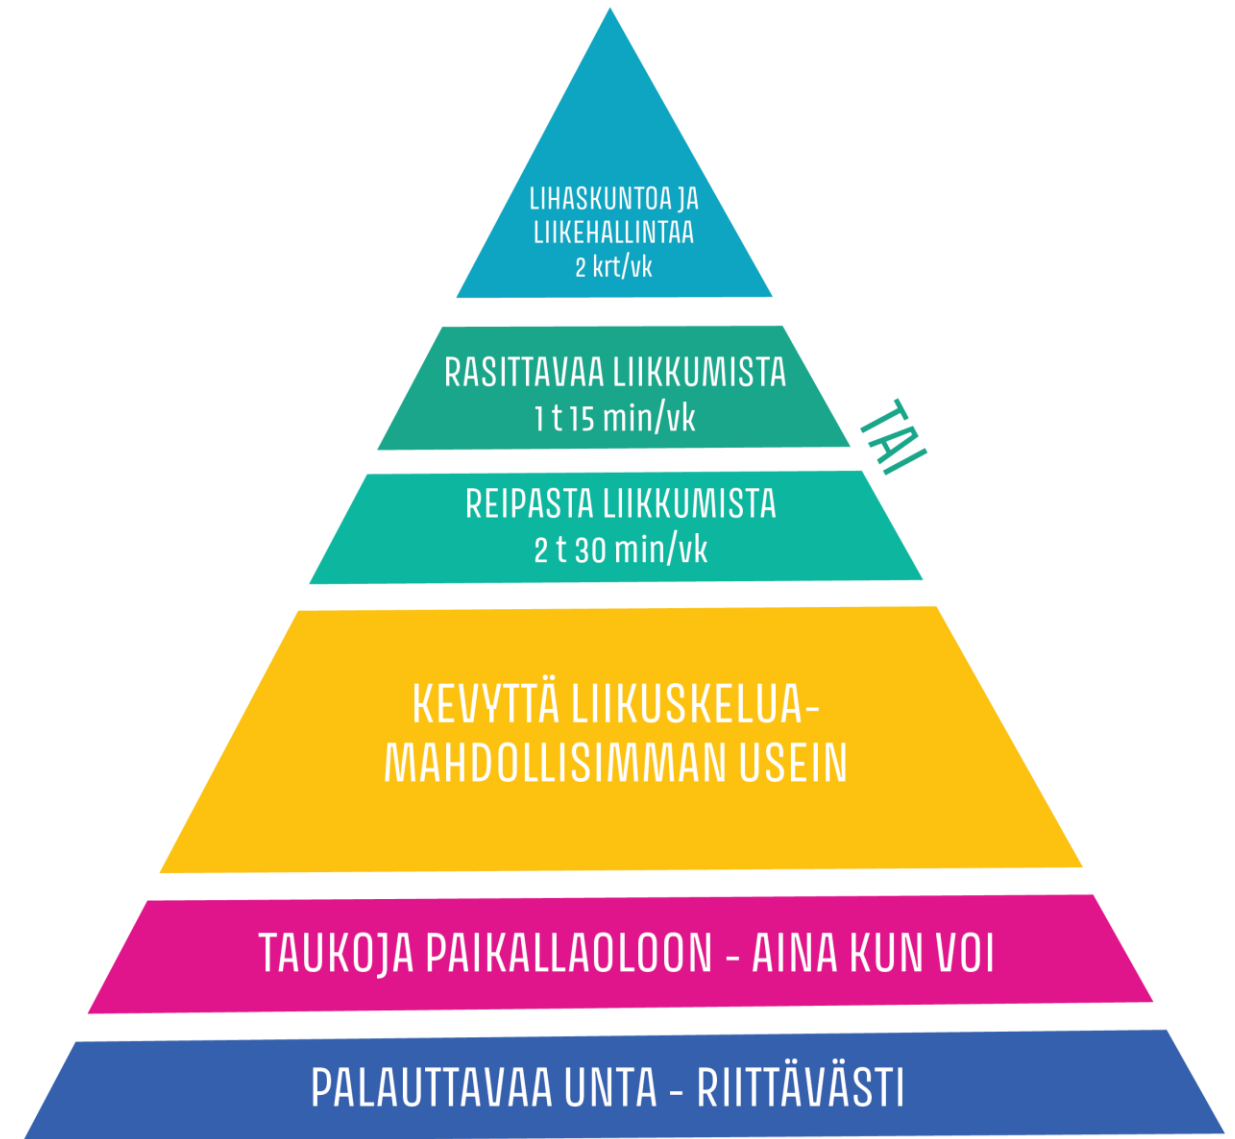 LIHASKUNTOA JA
LIIKEHALLINTAA
2 krt/vk
RASITTAVAA LIIKKUMISTA
1 t 15 min/vk
TAI
REIPASTA LIIKKUMISTA
2 t 30 min/vk
KEVYTTÄ LIIKUSKELUA-
MAHDOLLISIMMAN USEIN
TAUKOJA PAIKALLAOLOON - AINA KUN VOI
PALAUTTAVAA UNTA - RIITTÄVÄSTI